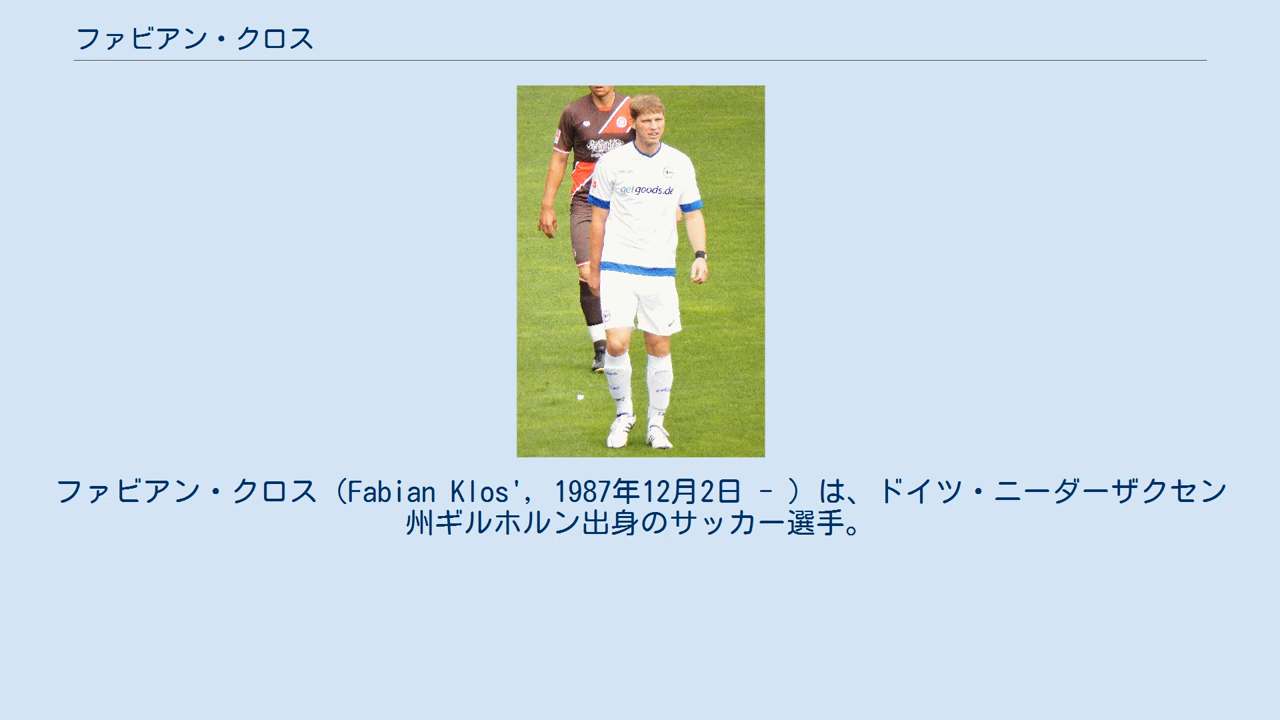 ファビアン・クロス
getgoods.de
ファビアン・クロス（Fabian Klos', 1987年12月2日 - ）は、ドイツ・ニーダーザクセン
州ギルホルン出身のサッカー選手。